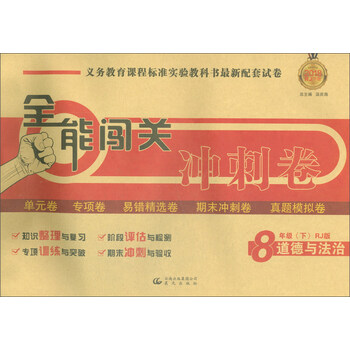 义务教育课程标准实验教科书最新配套试卷
全能闯关
冲刺卷
单元卷 专项卷 易错精选卷 期末冲刺卷 真题模拟卷
知识整理与复习 阶段评估与检测
专项训练与突破 期末冲刺与验收
8年级(下) RJ版
道德与法治